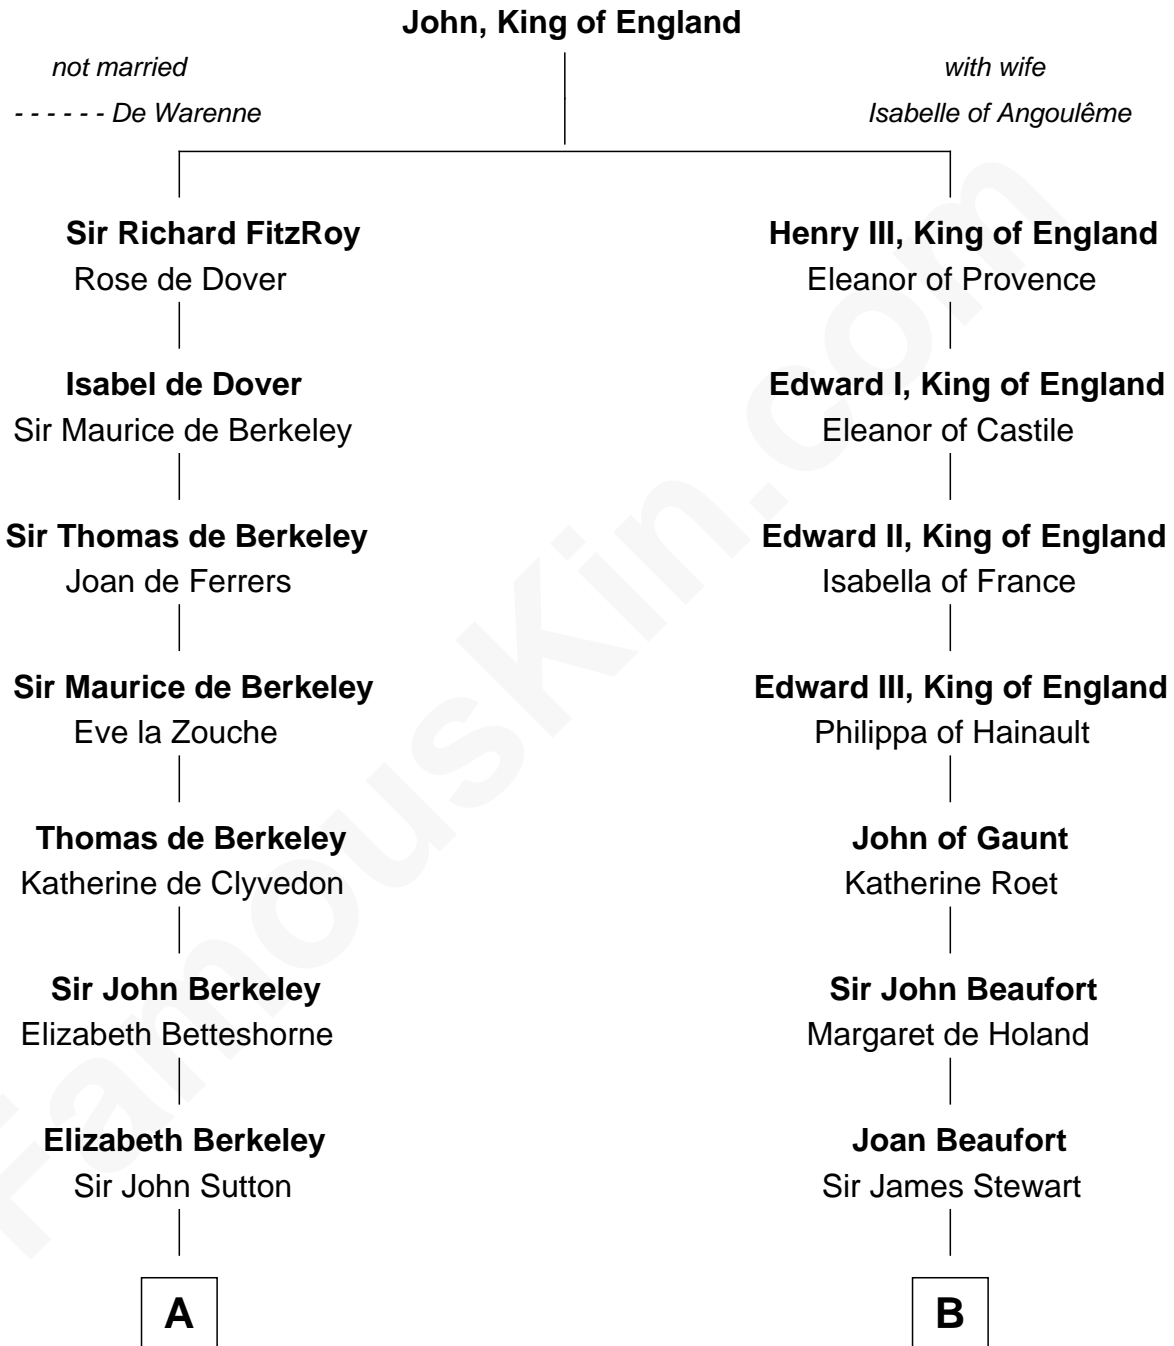 John, King of England
not married
with wife
- - - - - - De Warenne
Isabelle of Angoulême
Sir Richard FitzRoy
Henry III, King of England
Rose de Dover
Eleanor of Provence
Isabel de Dover
Edward I, King of England
Sir Maurice de Berkeley
Eleanor of Castile
Sir Thomas de Berkeley
Edward II, King of England
Joan de Ferrers
Isabella of France
Sir Maurice de Berkeley
Edward III, King of England
Eve la Zouche
Philippa of Hainault
Thomas de Berkeley
John of Gaunt
Katherine de Clyvedon
Katherine Roet
Sir John Berkeley
Sir John Beaufort
Elizabeth Betteshorne
Margaret de Holand
Elizabeth Berkeley
Joan Beaufort
Sir John Sutton
Sir James Stewart
A
B
FamousKin.com